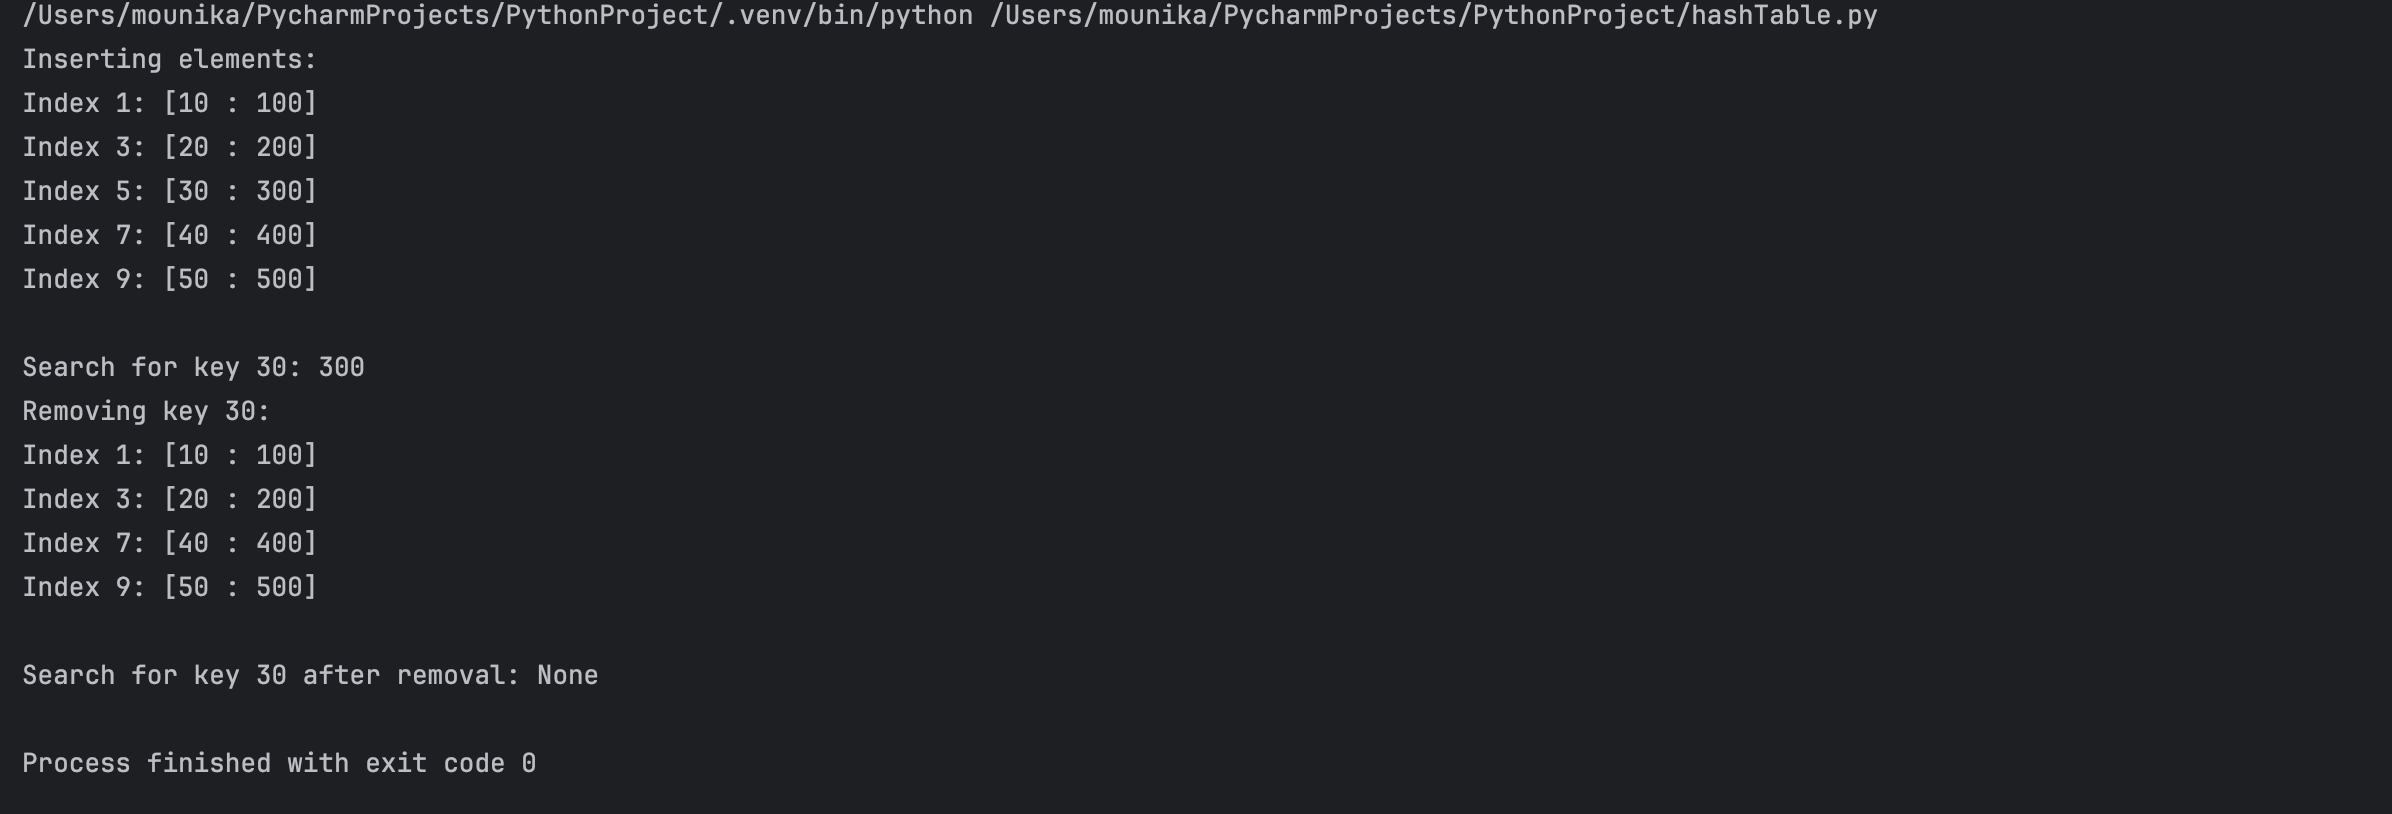 /Users/mounika/PycharmProjects/PythonProject/.venv/bin/python /Users/mounika/PycharmProjects/PythonProject/hashTable.py
Inserting elements:
Index 1: [10 : 100]
Index 3: [20 : 200]
Index 5: [30 : 300]
Index 7: [40 : 400]
Index 9: [50 : 500]
Search for key 30: 300
Removing key 30:
Index 1: [10 : 100]
Index 3: [20 : 200]
Index 7: [40 : 400]
Index 9: [50 : 500]
Search for key 30 after removal: None
Process finished with exit code 0